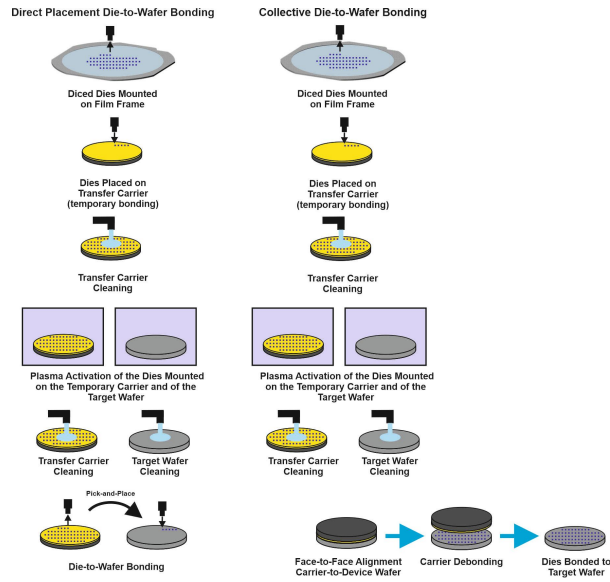 Direct Placement Die-to-Wafer Bonding
Diced Dies Mounted
on Film Frame
Dies Placed on
Transfer Carrier
(temporary bonding)
Transfer Carrier
Cleaning
Plasma Activation of the Dies Mounted
on the Temporary Carrier and of the
Target Wafer
Transfer Carrier
Cleaning
Target Wafer
Cleaning
Pick-and-Place
Die-to-Wafer Bonding
Collective Die-to-Wafer Bonding
Diced Dies Mounted
on Film Frame
Dies Placed on
Transfer Carrier
(temporary bonding)
Transfer Carrier
Cleaning
Plasma Activation of the Dies Mounted
on the Temporary Carrier and of the
Target Wafer
Transfer Carrier
Cleaning
Target Wafer
Cleaning
Face-to-Face Alignment
Carrier-to-Device Wafer
Carrier Debonding
Dies Bonded to
Target Wafer